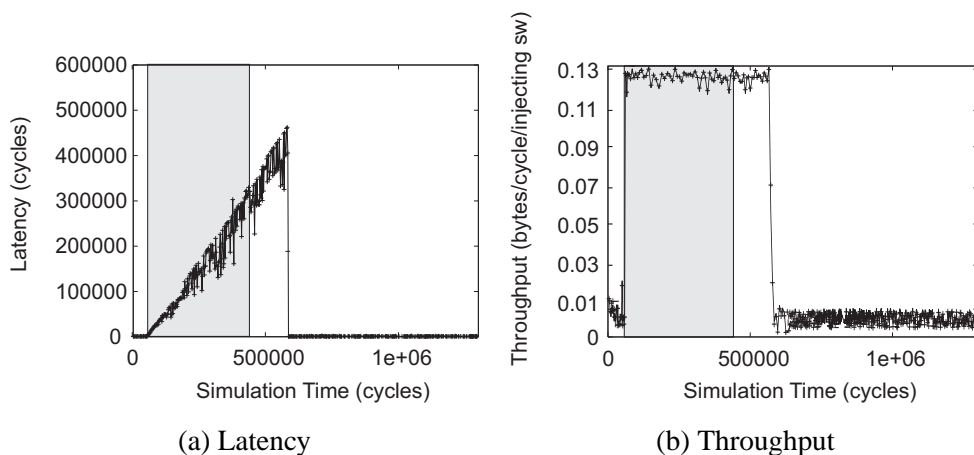 600000
500000
400000
300000
200000
100000
0
Latency (cycles)
0
500000
1e+06
Simulation Time (cycles)
(a) Latency
0.13
0.11
0.09
0.07
0.05
0.03
0.01
0
Throughput (bytes/cycle/injecting sw)
0
500000
1e+06
Simulation Time (cycles)
(b) Throughput